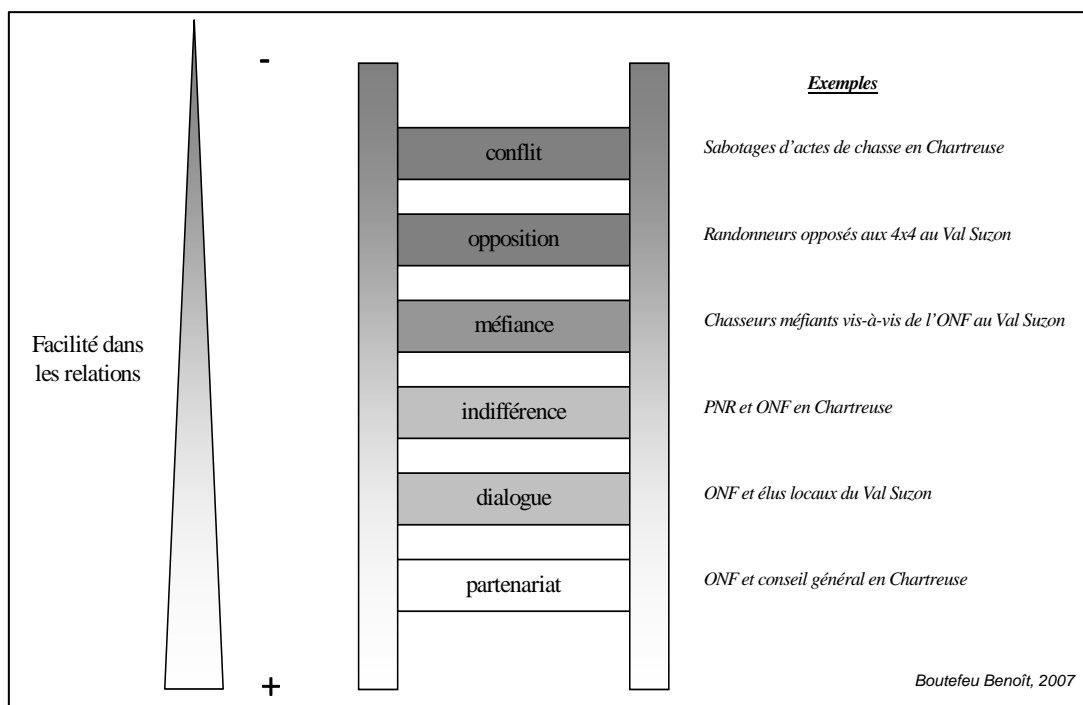 -
Exemples
conflit
Sabotages d'actes de chasse en Chartreuse
opposition
Randonneurs opposés aux 4x4 au Val Suzon
méfiance
Chasseurs méfiants vis-à-vis de l'ONF au Val Suzon
Facilité dans
les relations
indifférence
PNR et ONF en Chartreuse
dialogue
ONF et élus locaux du Val Suzon
partenariat
ONF et conseil général en Chartreuse
+
Boutefeu Benoît, 2007